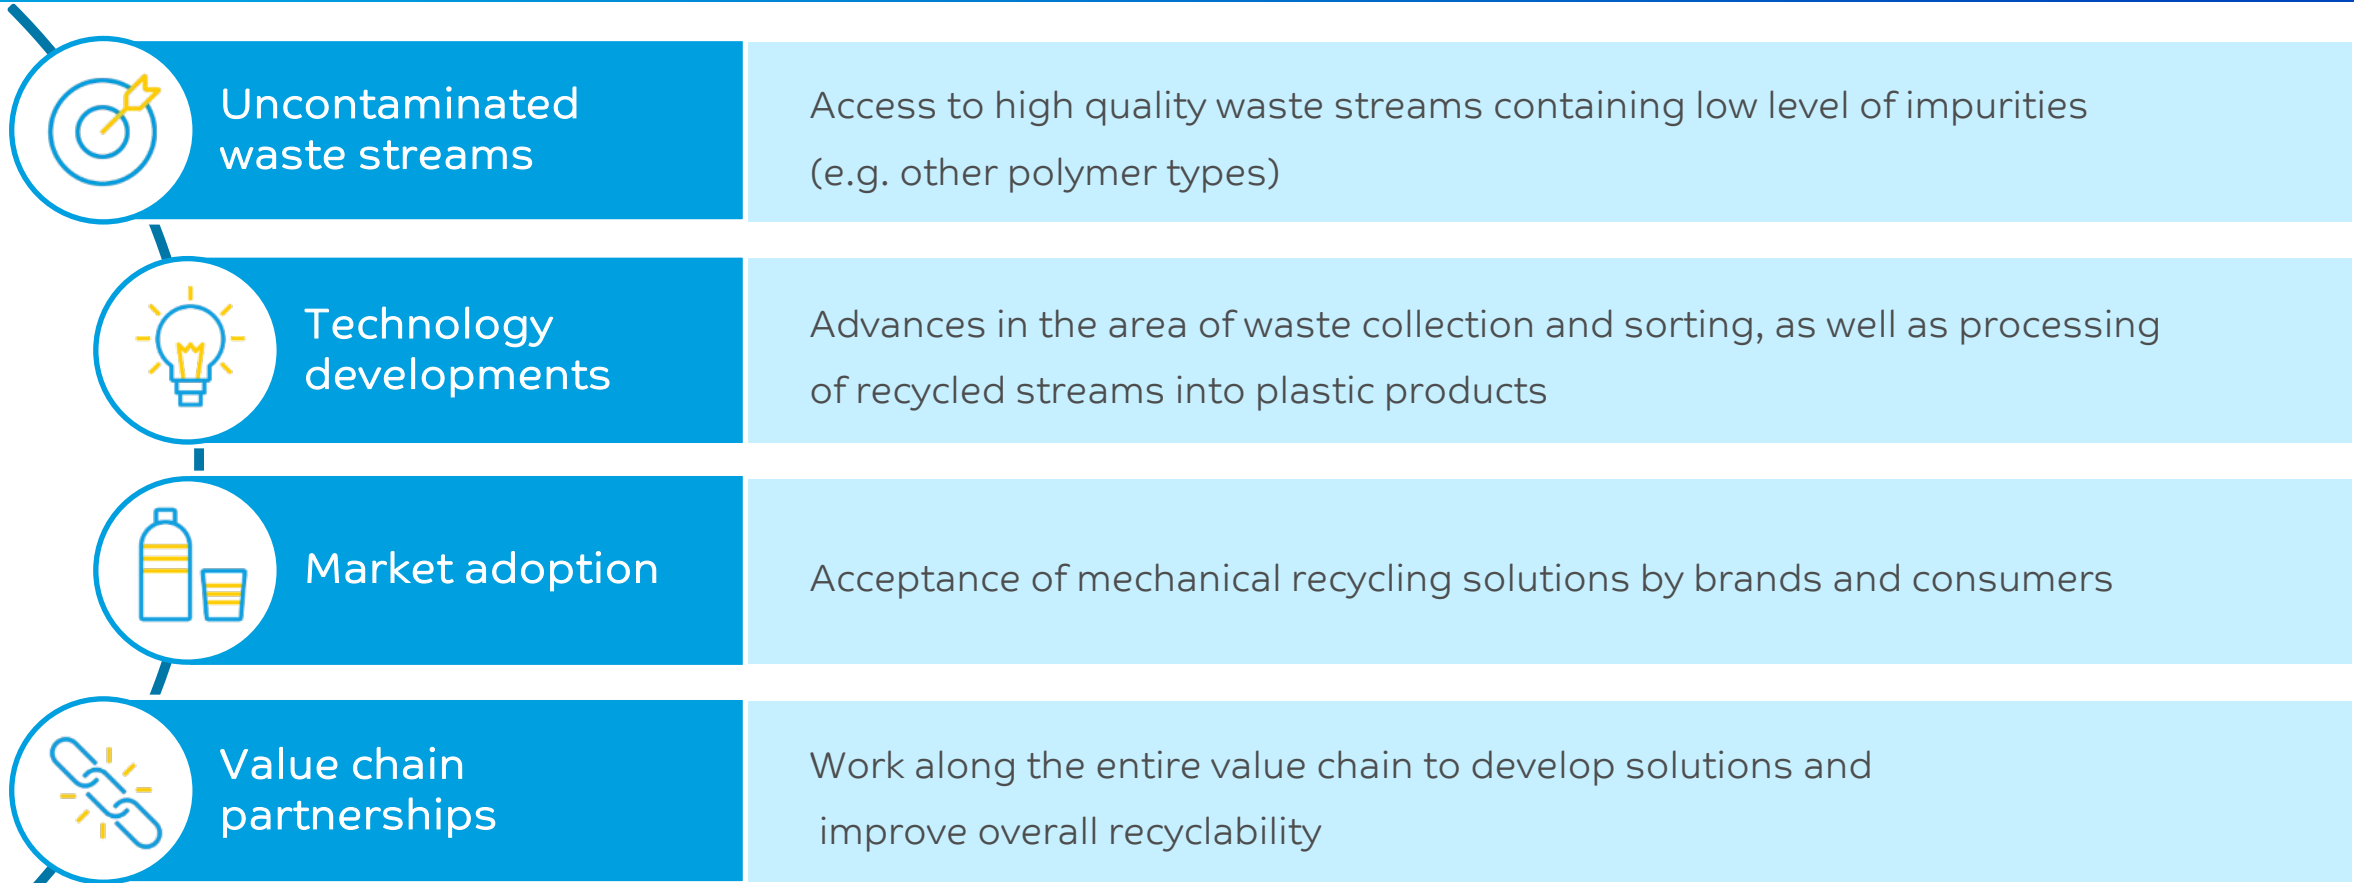 Uncontaminated
waste streams
Access to high quality waste streams containing low level of impurities
(e.g. other polymer types)
Technology
developments
Advances in the area of waste collection and sorting, as well as processing
of recycled streams into plastic products
Market adoption
Acceptance of mechanical recycling solutions by brands and consumers
Value chain
partnerships
Work along the entire value chain to develop solutions and
improve overall recyclability